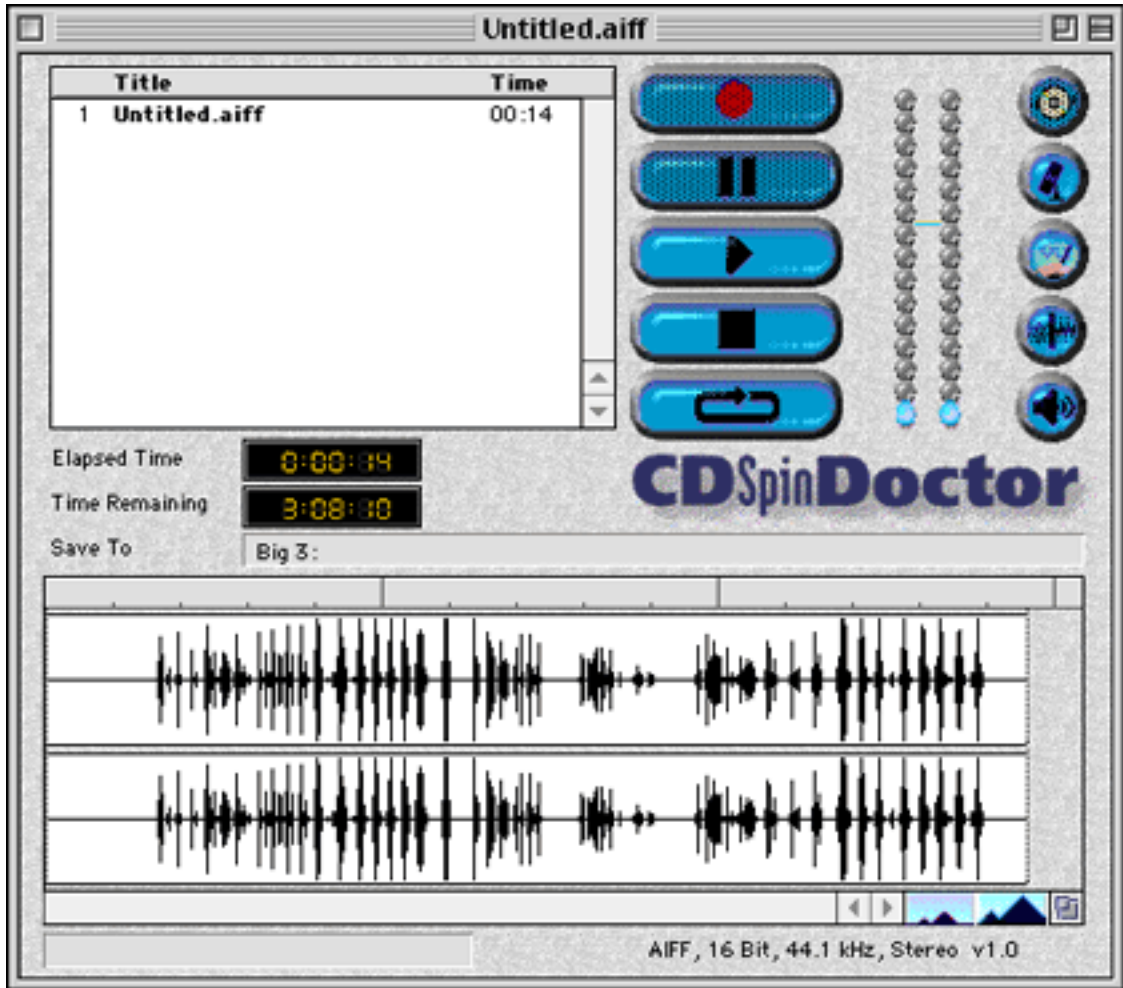 Untitled.aiff
Title Time
1 Untitled.aiff 00:14
Elapsed Time 0:00:14
Time Remaining 3:08:10
CDSpinDoctor
Save To Big 3:
AIFF, 16 Bit, 44.1 kHz, Stereo v1.0